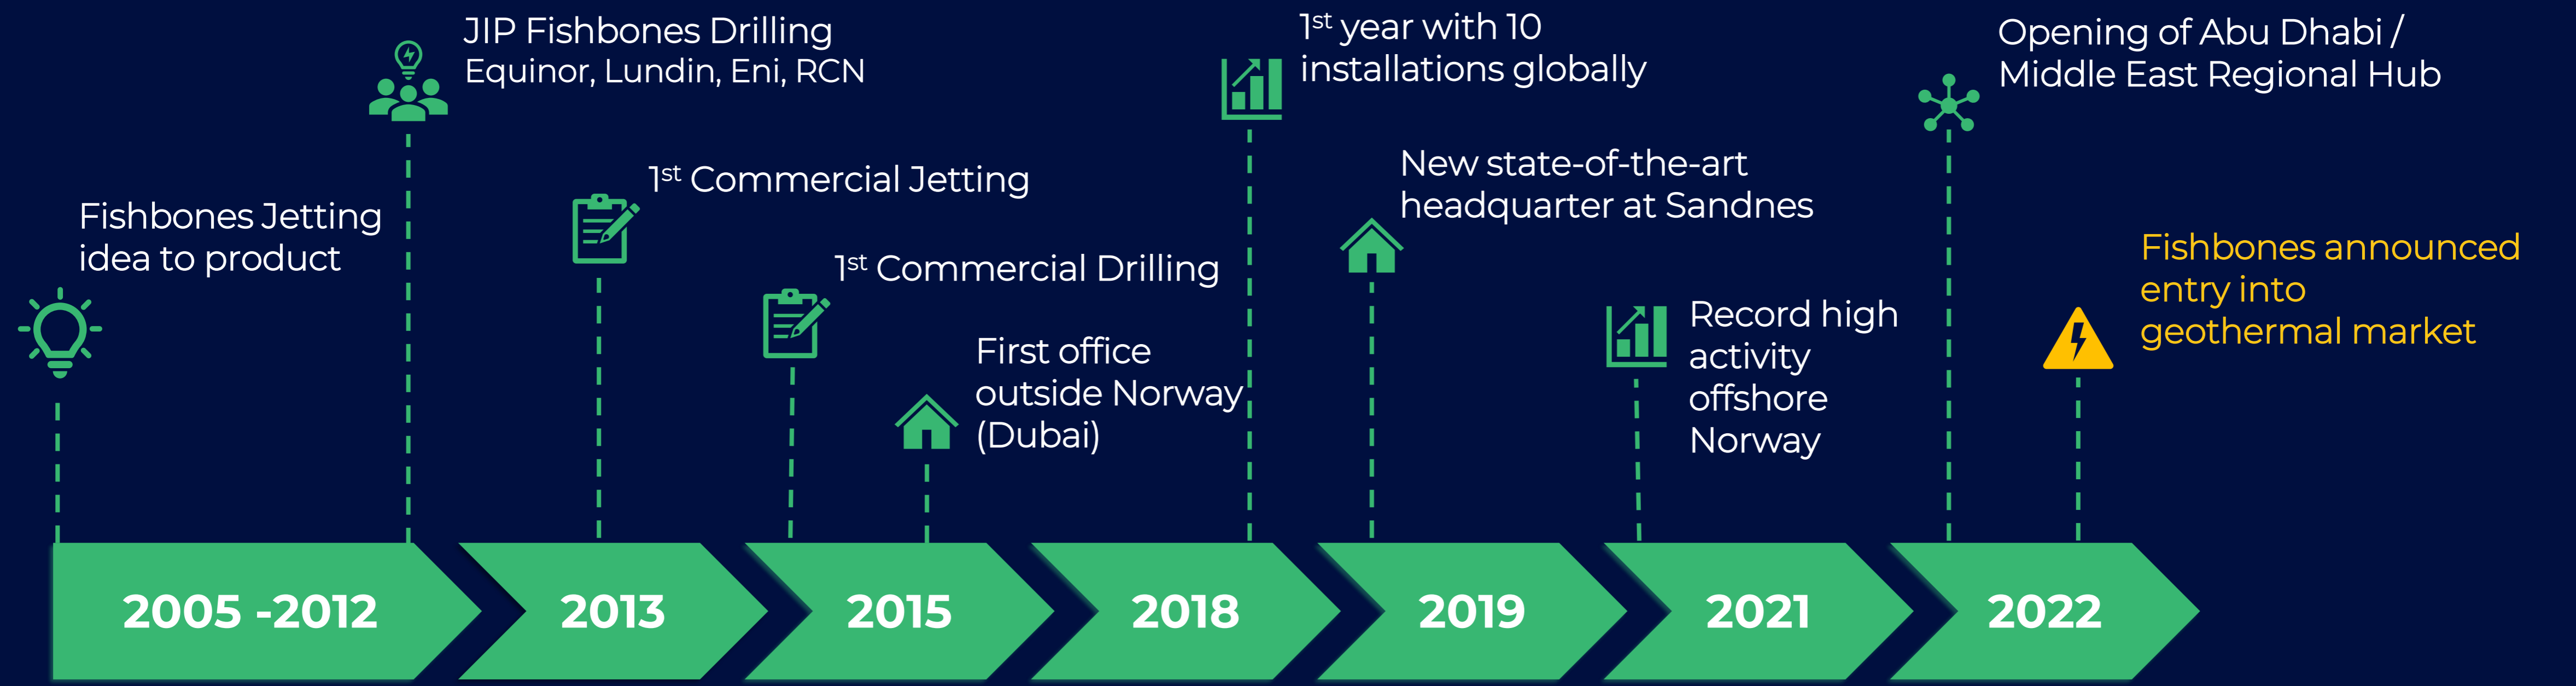 JIP Fishbones Drilling
Equinor, Lundin, Eni, RCN
1st year with 10
installations globally
Opening of Abu Dhabi /
Middle East Regional Hub
Fishbones Jetting
idea to product
1st Commercial Jetting
1st Commercial Drilling
First office
outside Norway
(Dubai)
New state-of-the-art
headquarter at Sandnes
Record high
activity
offshore
Norway
Fishbones announced
entry into
geothermal market
2005 -2012
2013
2015
2018
2019
2021
2022